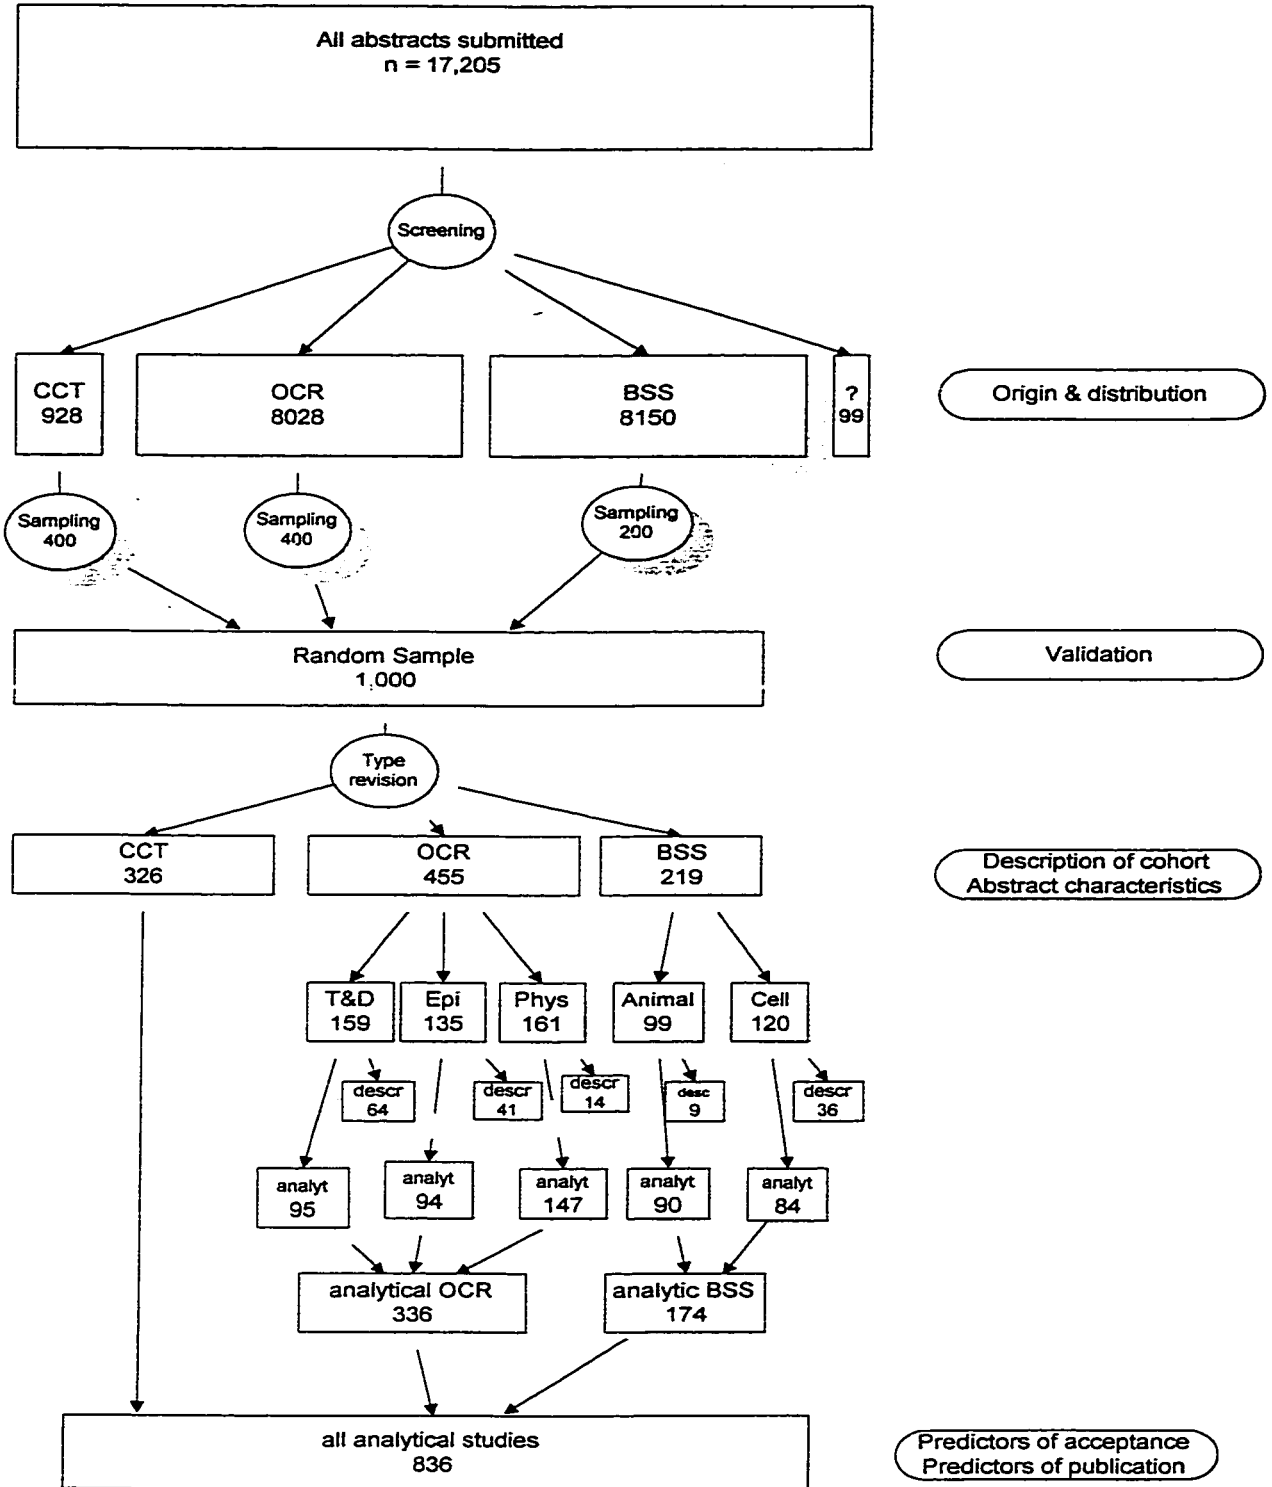 All abstracts submitted
n = 17,205
Screening
CCT
928
OCR
8028
BSS
8150
?
99
Origin & distribution
Sampling
400
Sampling
400
Sampling
200
Random Sample
1.000
Validation
Type
revision
CCT
326
OCR
455
BSS
219
Description of cohort
Abstract characteristics
T&D
159
Epi
135
Phys
161
Animal
99
Cell
120
descr
64
descr
41
descr
14
desc
9
descr
36
analyt
95
analyt
94
analyt
147
analyt
90
analyt
84
analytical OCR
336
analytic BSS
174
all analytical studies
836
Predictors of acceptance
Predictors of publication